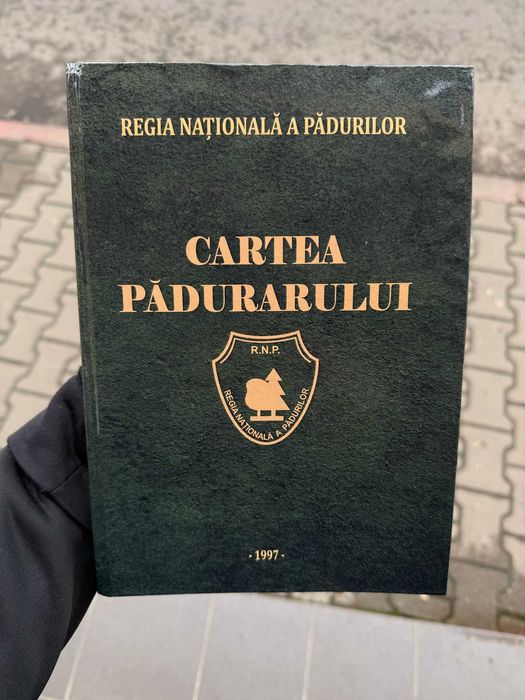 REGIA NAȚIONALĂ A PĂDURILOR
CARTEA
PĂDURARULUI
R.N.P.
REGIA NAȚIONALĂ A PĂDURILOR
- 1997 -